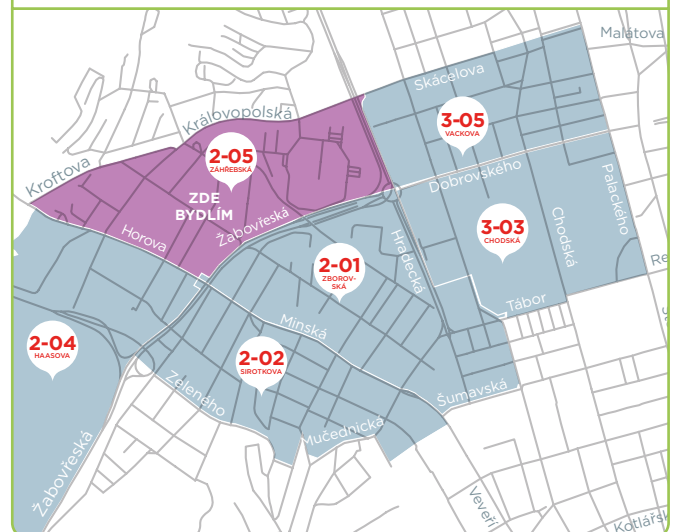 Malátova
Skácelova
Královopolská
3-05
VACKOVA
2-05
ZÁHŘEBSKÁ
Kroftova
Dobrovského
Palackého
ZDE
BYDLÍM
Žabovřeská
Horova
Chodská
3-03
CHODSKÁ
Hradecká
2-01
ZBOROV-
SKÁ
Tábor
Minská
2-04
HAASOVA
2-02
SIROTKOVA
Zeleného
Šumavská
Mučednická
Žabovřeská
Veveří